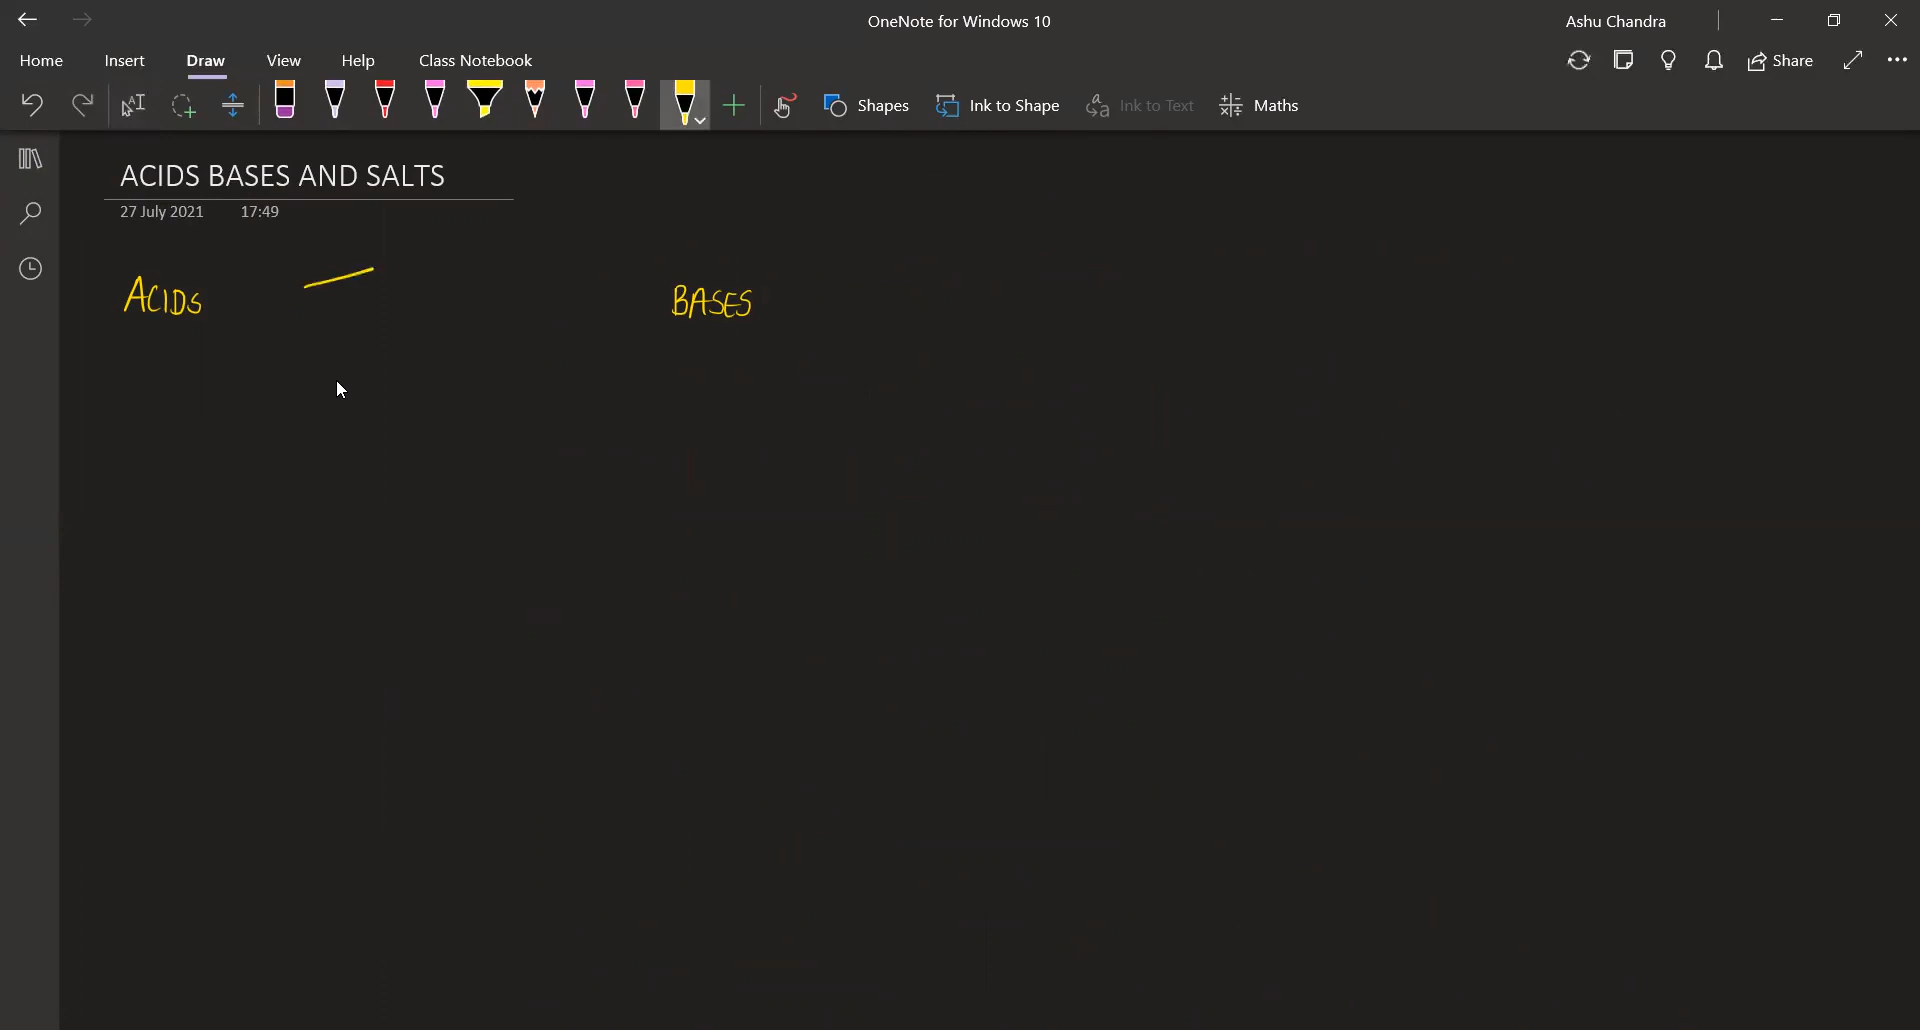 OneNote for Windows 10
Ashu Chandra
Home Insert Draw View Help Class Notebook
Share
Shapes Ink to Shape Ink to Text Maths
ACIDS BASES AND SALTS
27 July 2021 17:49
ACIDS BASES